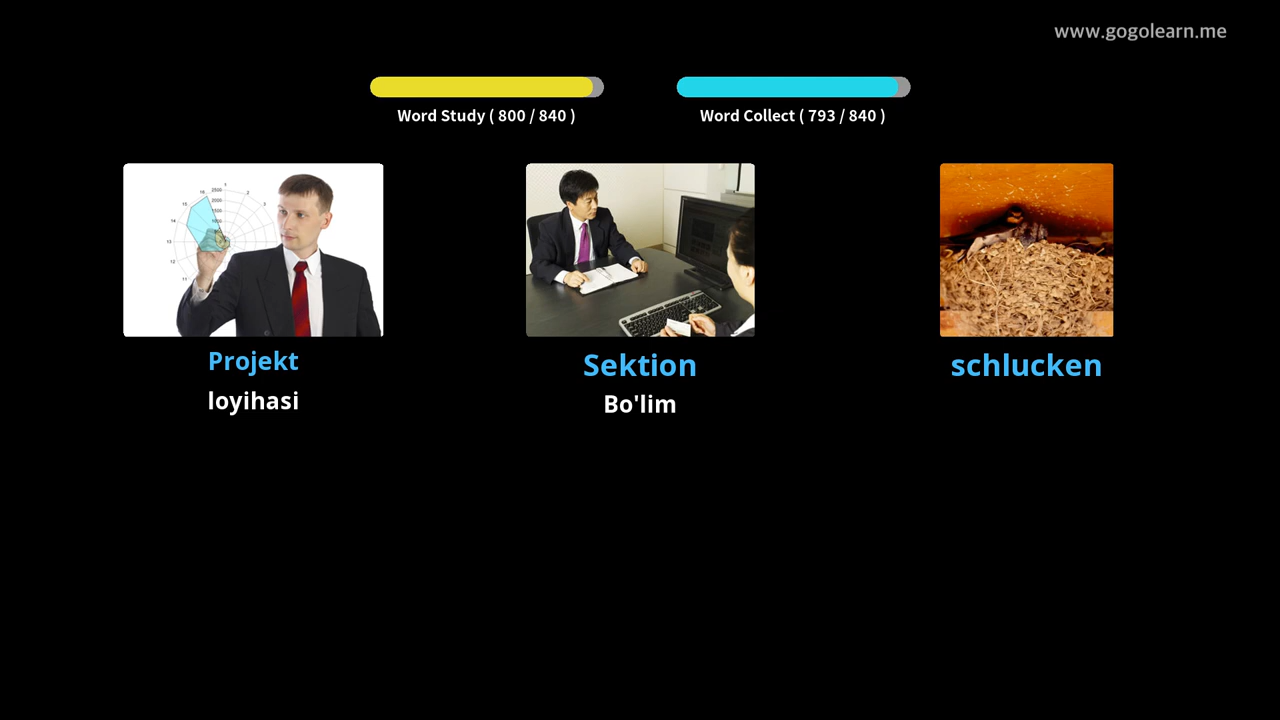 www.gogolearn.me
Word Study ( 800 / 840 )
Word Collect ( 793 / 840 )
Projekt
loyihasi
Sektion
Bo'lim
schlucken